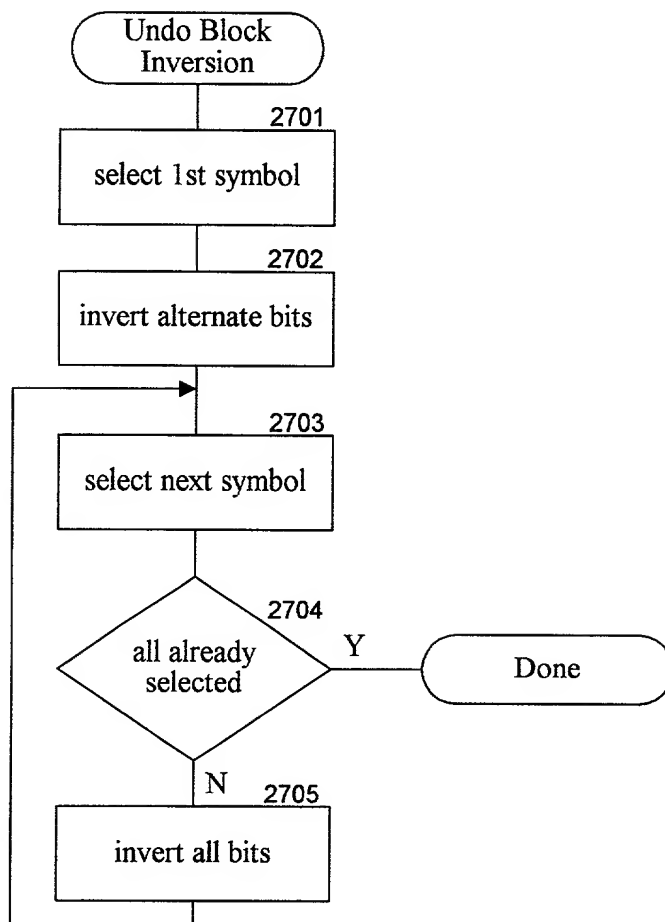 Undo Block
Inversion
2701
select 1st symbol
2702
invert alternate bits
2703
select next symbol
2704
all already
selected
Y
Done
N
2705
invert all bits